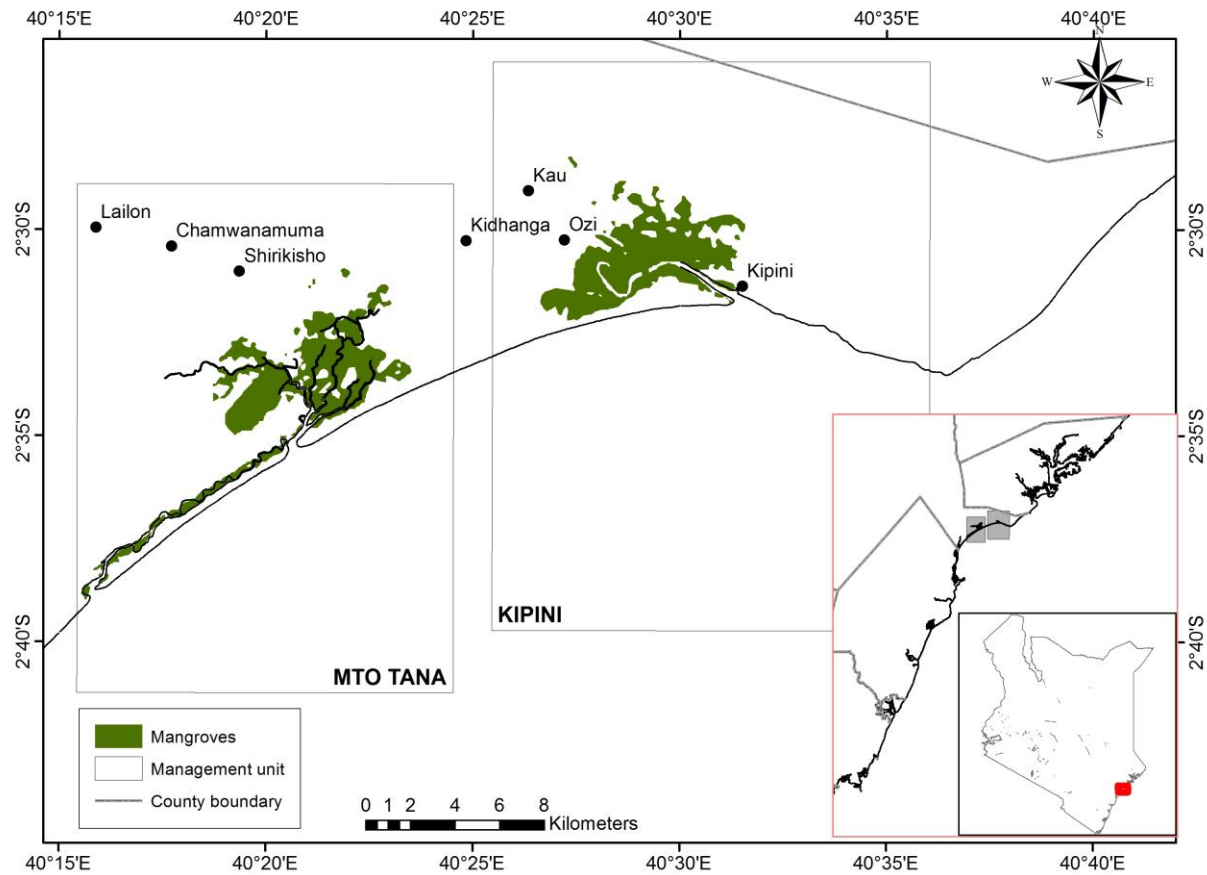 40°15'E 40°20'E 40°25'E 40°30'E 40°35'E 40°40'E
N
W E
S
Kau
Lailon
2°30'S
Chamwanamuma
Kidhanga
Ozi
2°30'S
Shirikisho
Kipini
2°35'S
2°35'S
2°40'S
KIPINI
2°40'S
MTO TANA
Mangroves
Management unit
County boundary
0 1 2 4 6 8
Kilometers
40°15'E 40°20'E 40°25'E 40°30'E 40°35'E 40°40'E